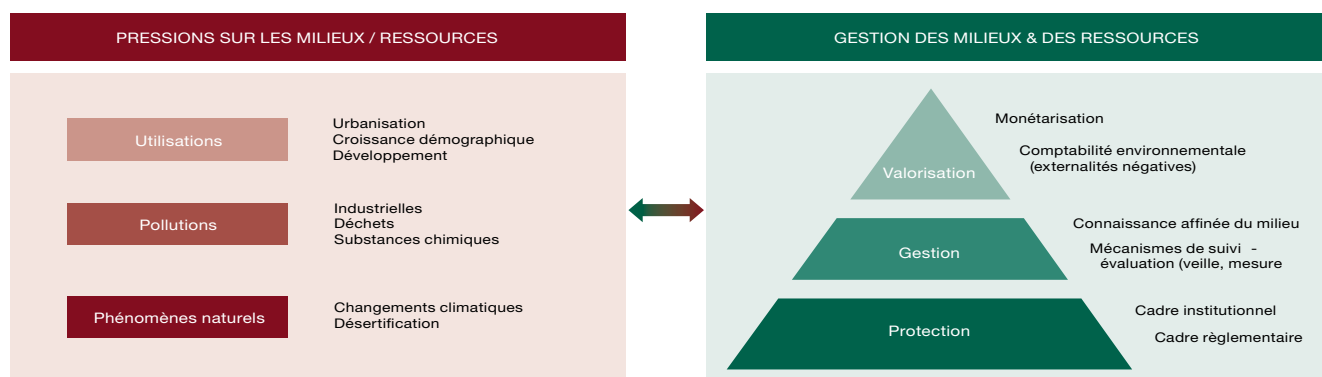 PRESSIONS SUR LES MILIEUX / RESSOURCES
Utilisations
Urbanisation
Croissance démographique
Développement
Pollutions
Industrielles
Déchets
Substances chimiques
Phénomènes naturels
Changements climatiques
Désertification
GESTION DES MILIEUX & DES RESSOURCES
Valorisation
Monétarisation
Comptabilité environnementale
(externalités négatives)
Gestion
Connaissance affinée du milieu
Mécanismes de suivi -
évaluation (veille, mesure
Protection
Cadre institutionnel
Cadre règlementaire